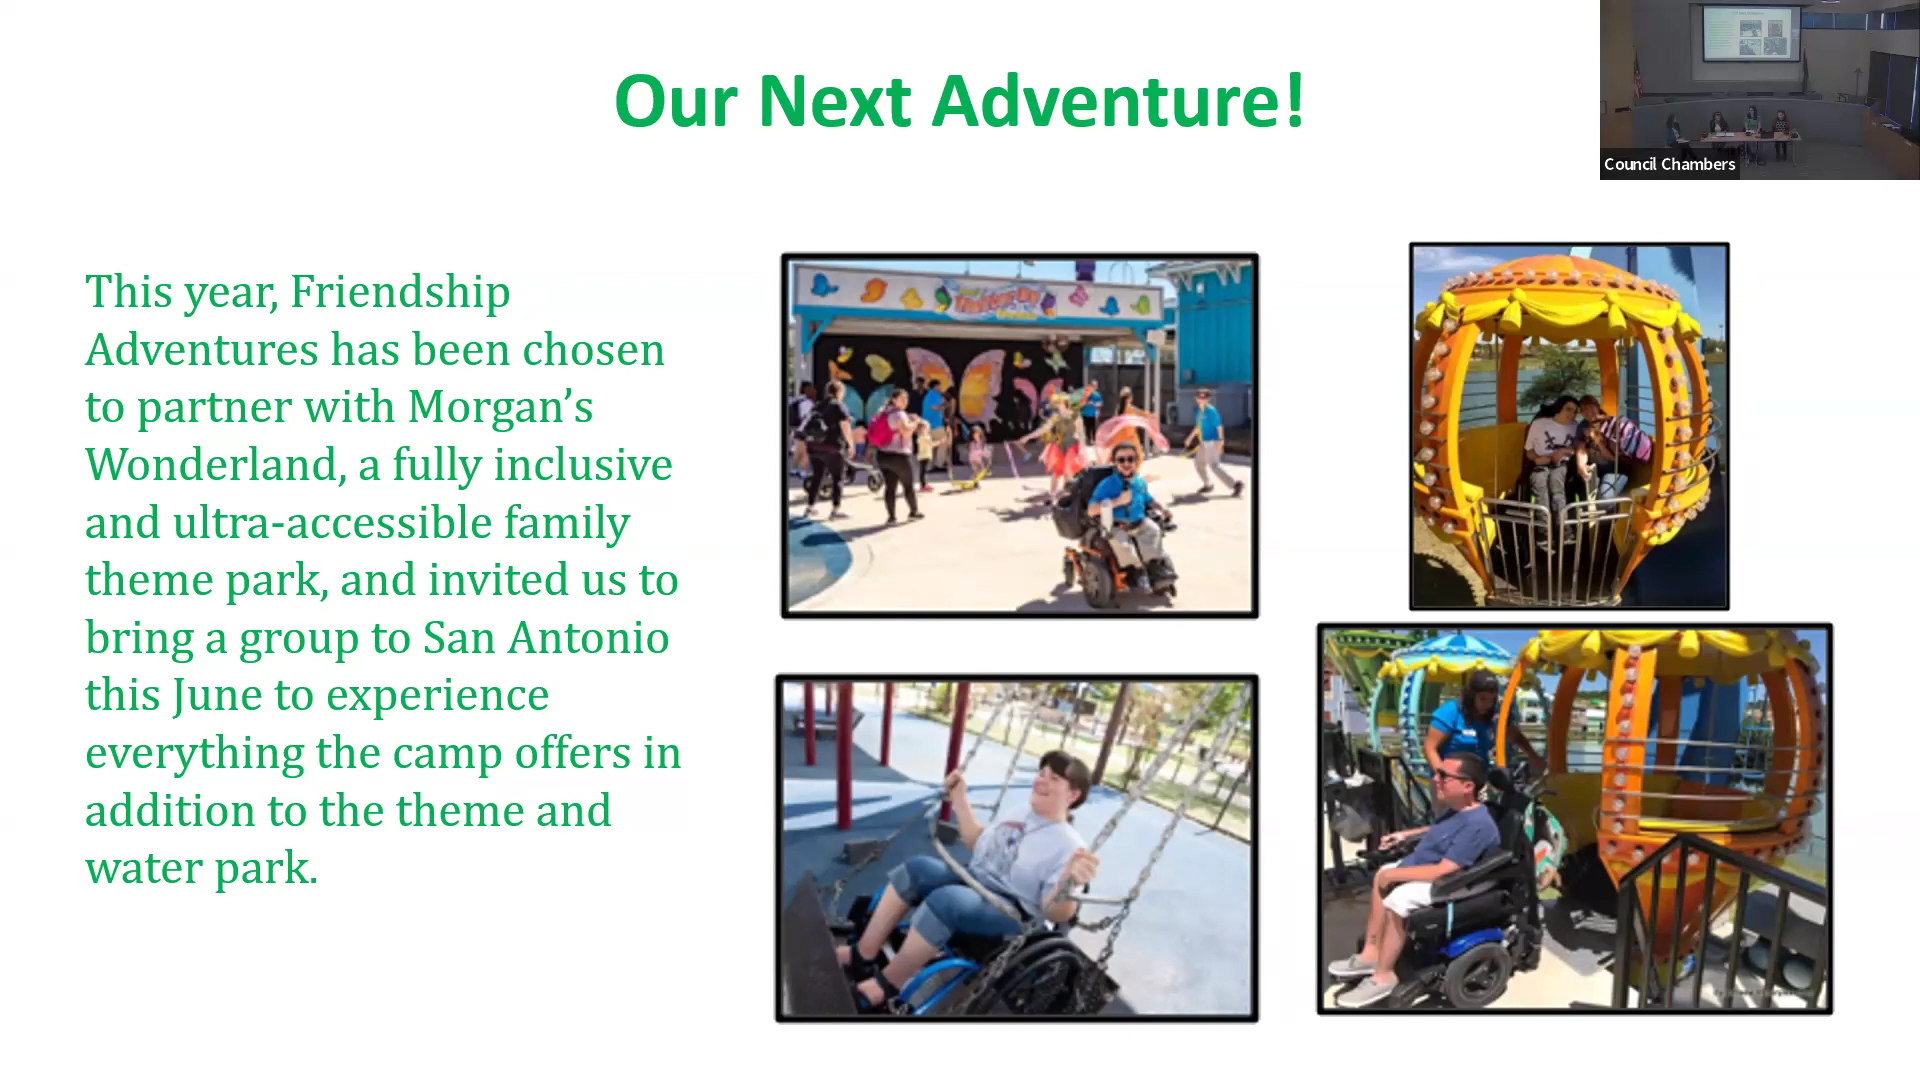 Our Next Adventure!
Council Chambers
This year, Friendship
Adventures has been chosen
to partner with Morgan’s
Wonderland, a fully inclusive
and ultra-accessible family
theme park, and invited us to
bring a group to San Antonio
this June to experience
everything the camp offers in
addition to the theme and
water park.